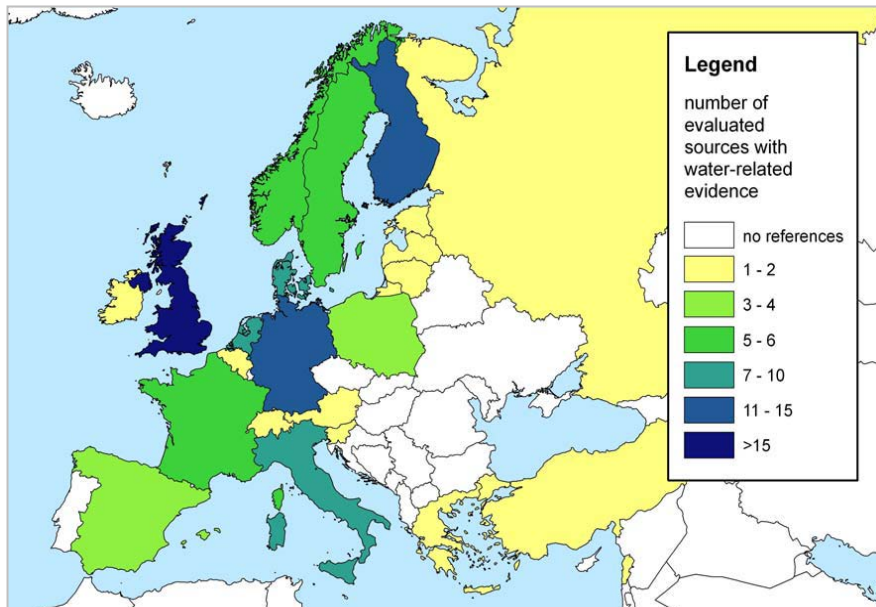 Legend
number of
evaluated
sources with
water-related
evidence
no references
1 - 2
3 - 4
5 - 6
7 - 10
11 - 15
>15